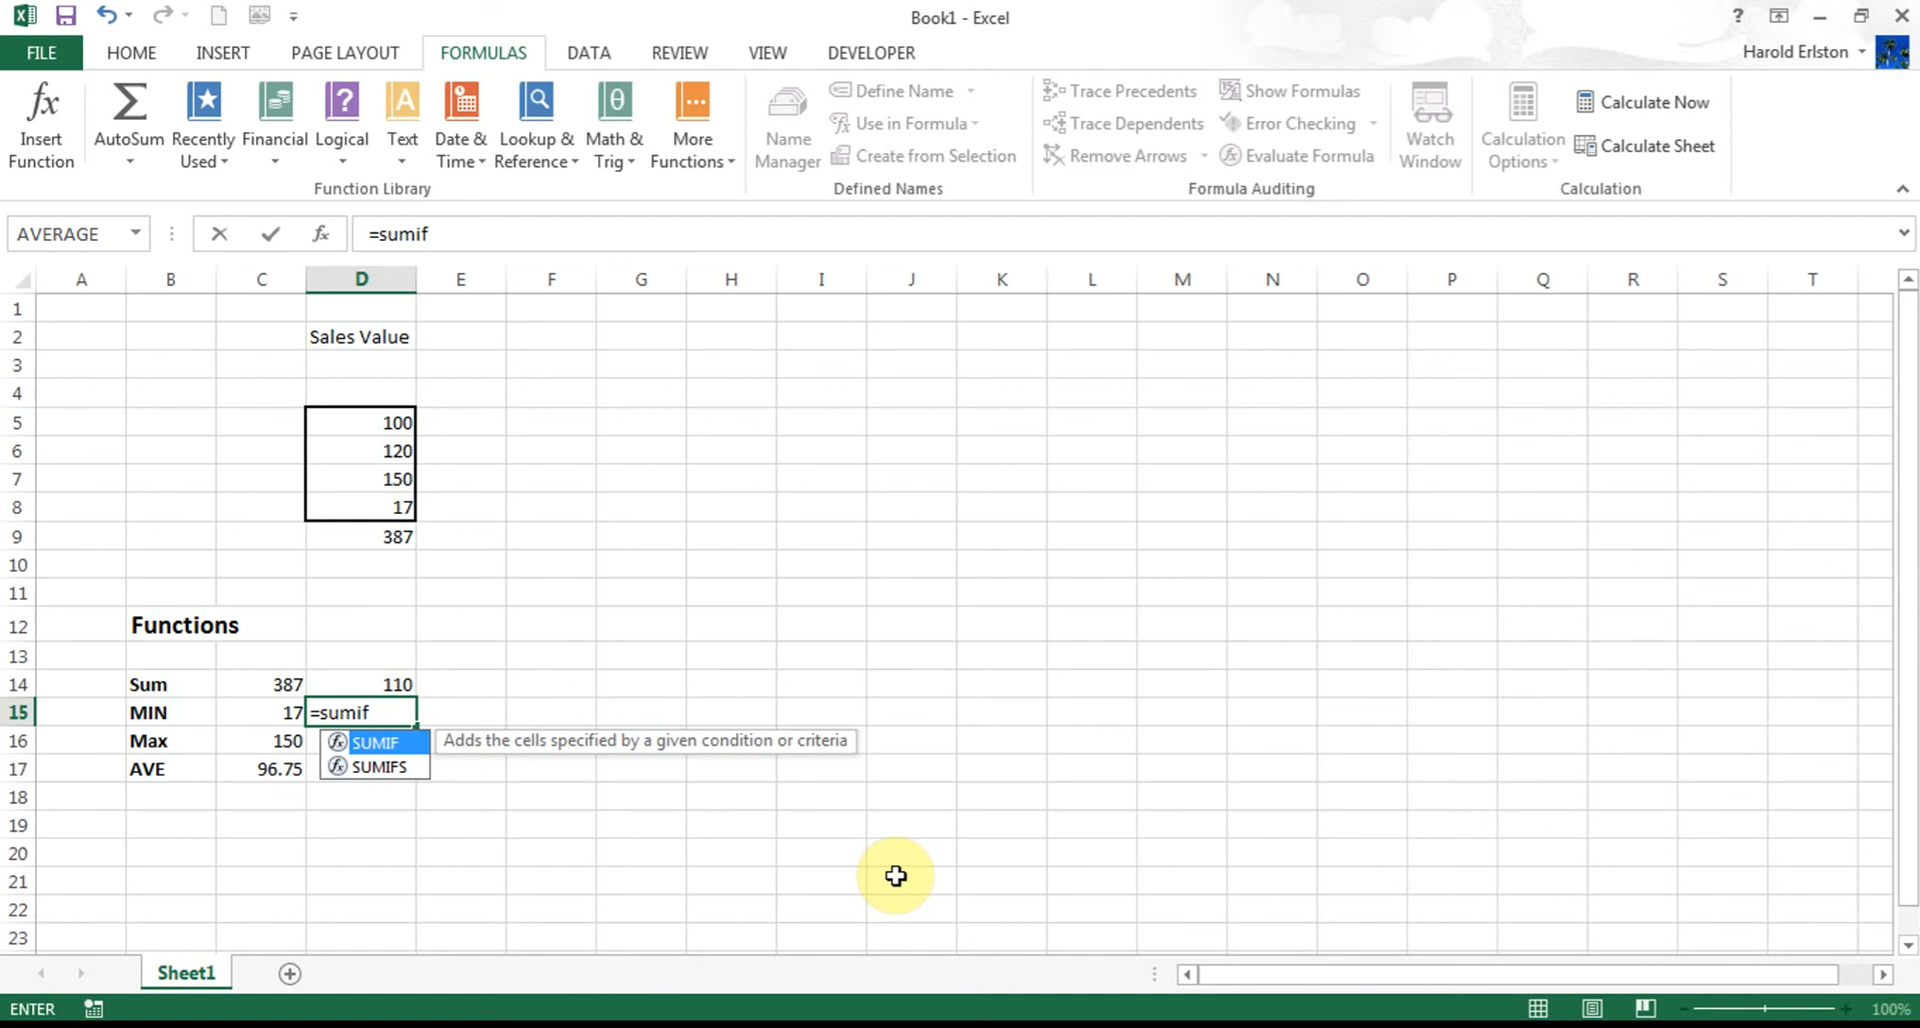 Book1 - Excel
?
FILE HOME INSERT PAGE LAYOUT FORMULAS DATA REVIEW VIEW DEVELOPER Harold Erlston
fx Insert Function
Σ AutoSum
Recently Used
Financial
? Logical
A Text
Date & Time
Lookup & Reference
θ Math & Trig
More Functions
Function Library
Name Manager
Define Name
Use in Formula
Create from Selection
Defined Names
Trace Precedents
Trace Dependents
Remove Arrows
Show Formulas
Error Checking
Evaluate Formula
Watch Window
Formula Auditing
Calculation Options
Calculate Now
Calculate Sheet
Calculation
AVERAGE fx =sumif
A B C D E F G H I J K L M N O P Q R S T
1
2 Sales Value
3
4
5 100
6 120
7 150
8 17
9 387
10
11
12 Functions
13
14 Sum 387 110
15 MIN 17 =sumif
16 Max 150 fx SUMIF Adds the cells specified by a given condition or criteria
17 AVE 96.75 fx SUMIFS
18
19
20
21
22
23
Sheet1
ENTER 100%